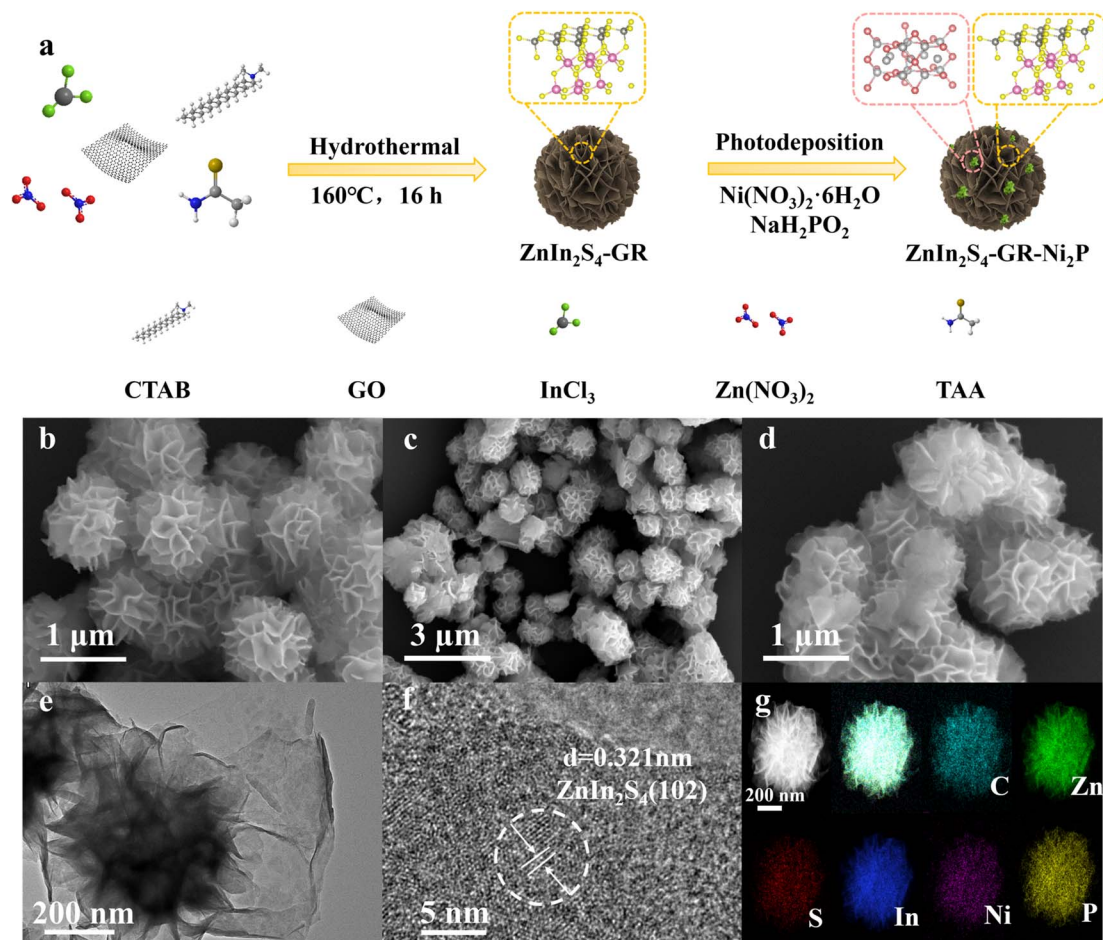 a
Hydrothermal
160℃，16 h
ZnIn₂S₄-GR
Photodeposition
Ni(NO₃)₂·6H₂O
NaH₂PO₂
ZnIn₂S₄-GR-Ni₂P
CTAB
GO
InCl₃
Zn(NO₃)₂
TAA
b
1 μm
c
3 μm
d
1 μm
e
200 nm
f
d=0.321nm
ZnIn₂S₄(102)
5 nm
g
200 nm
C
Zn
S
In
Ni
P